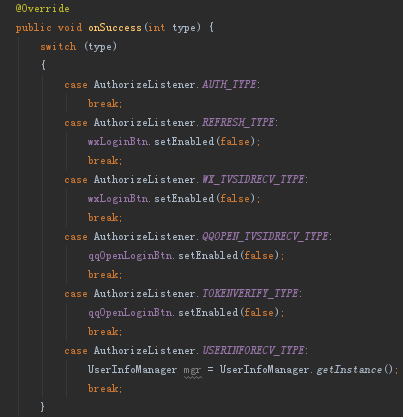 @Override
public void onSuccess(int type) {
switch (type)
{
case AuthorizeListener.AUTH_TYPE:
break;
case AuthorizeListener.REFRESH_TYPE:
wxLoginBtn.setEnabled(false);
break;
case AuthorizeListener.WX_TVSIDRECV_TYPE:
wxLoginBtn.setEnabled(false);
break;
case AuthorizeListener.QQOPEN_TVSIDRECV_TYPE:
qqOpenLoginBtn.setEnabled(false);
break;
case AuthorizeListener.TOKENVERIFY_TYPE:
qqOpenLoginBtn.setEnabled(false);
break;
case AuthorizeListener.USERINFORECV_TYPE:
UserInfoManager mgr = UserInfoManager.getInstance();
break;
}